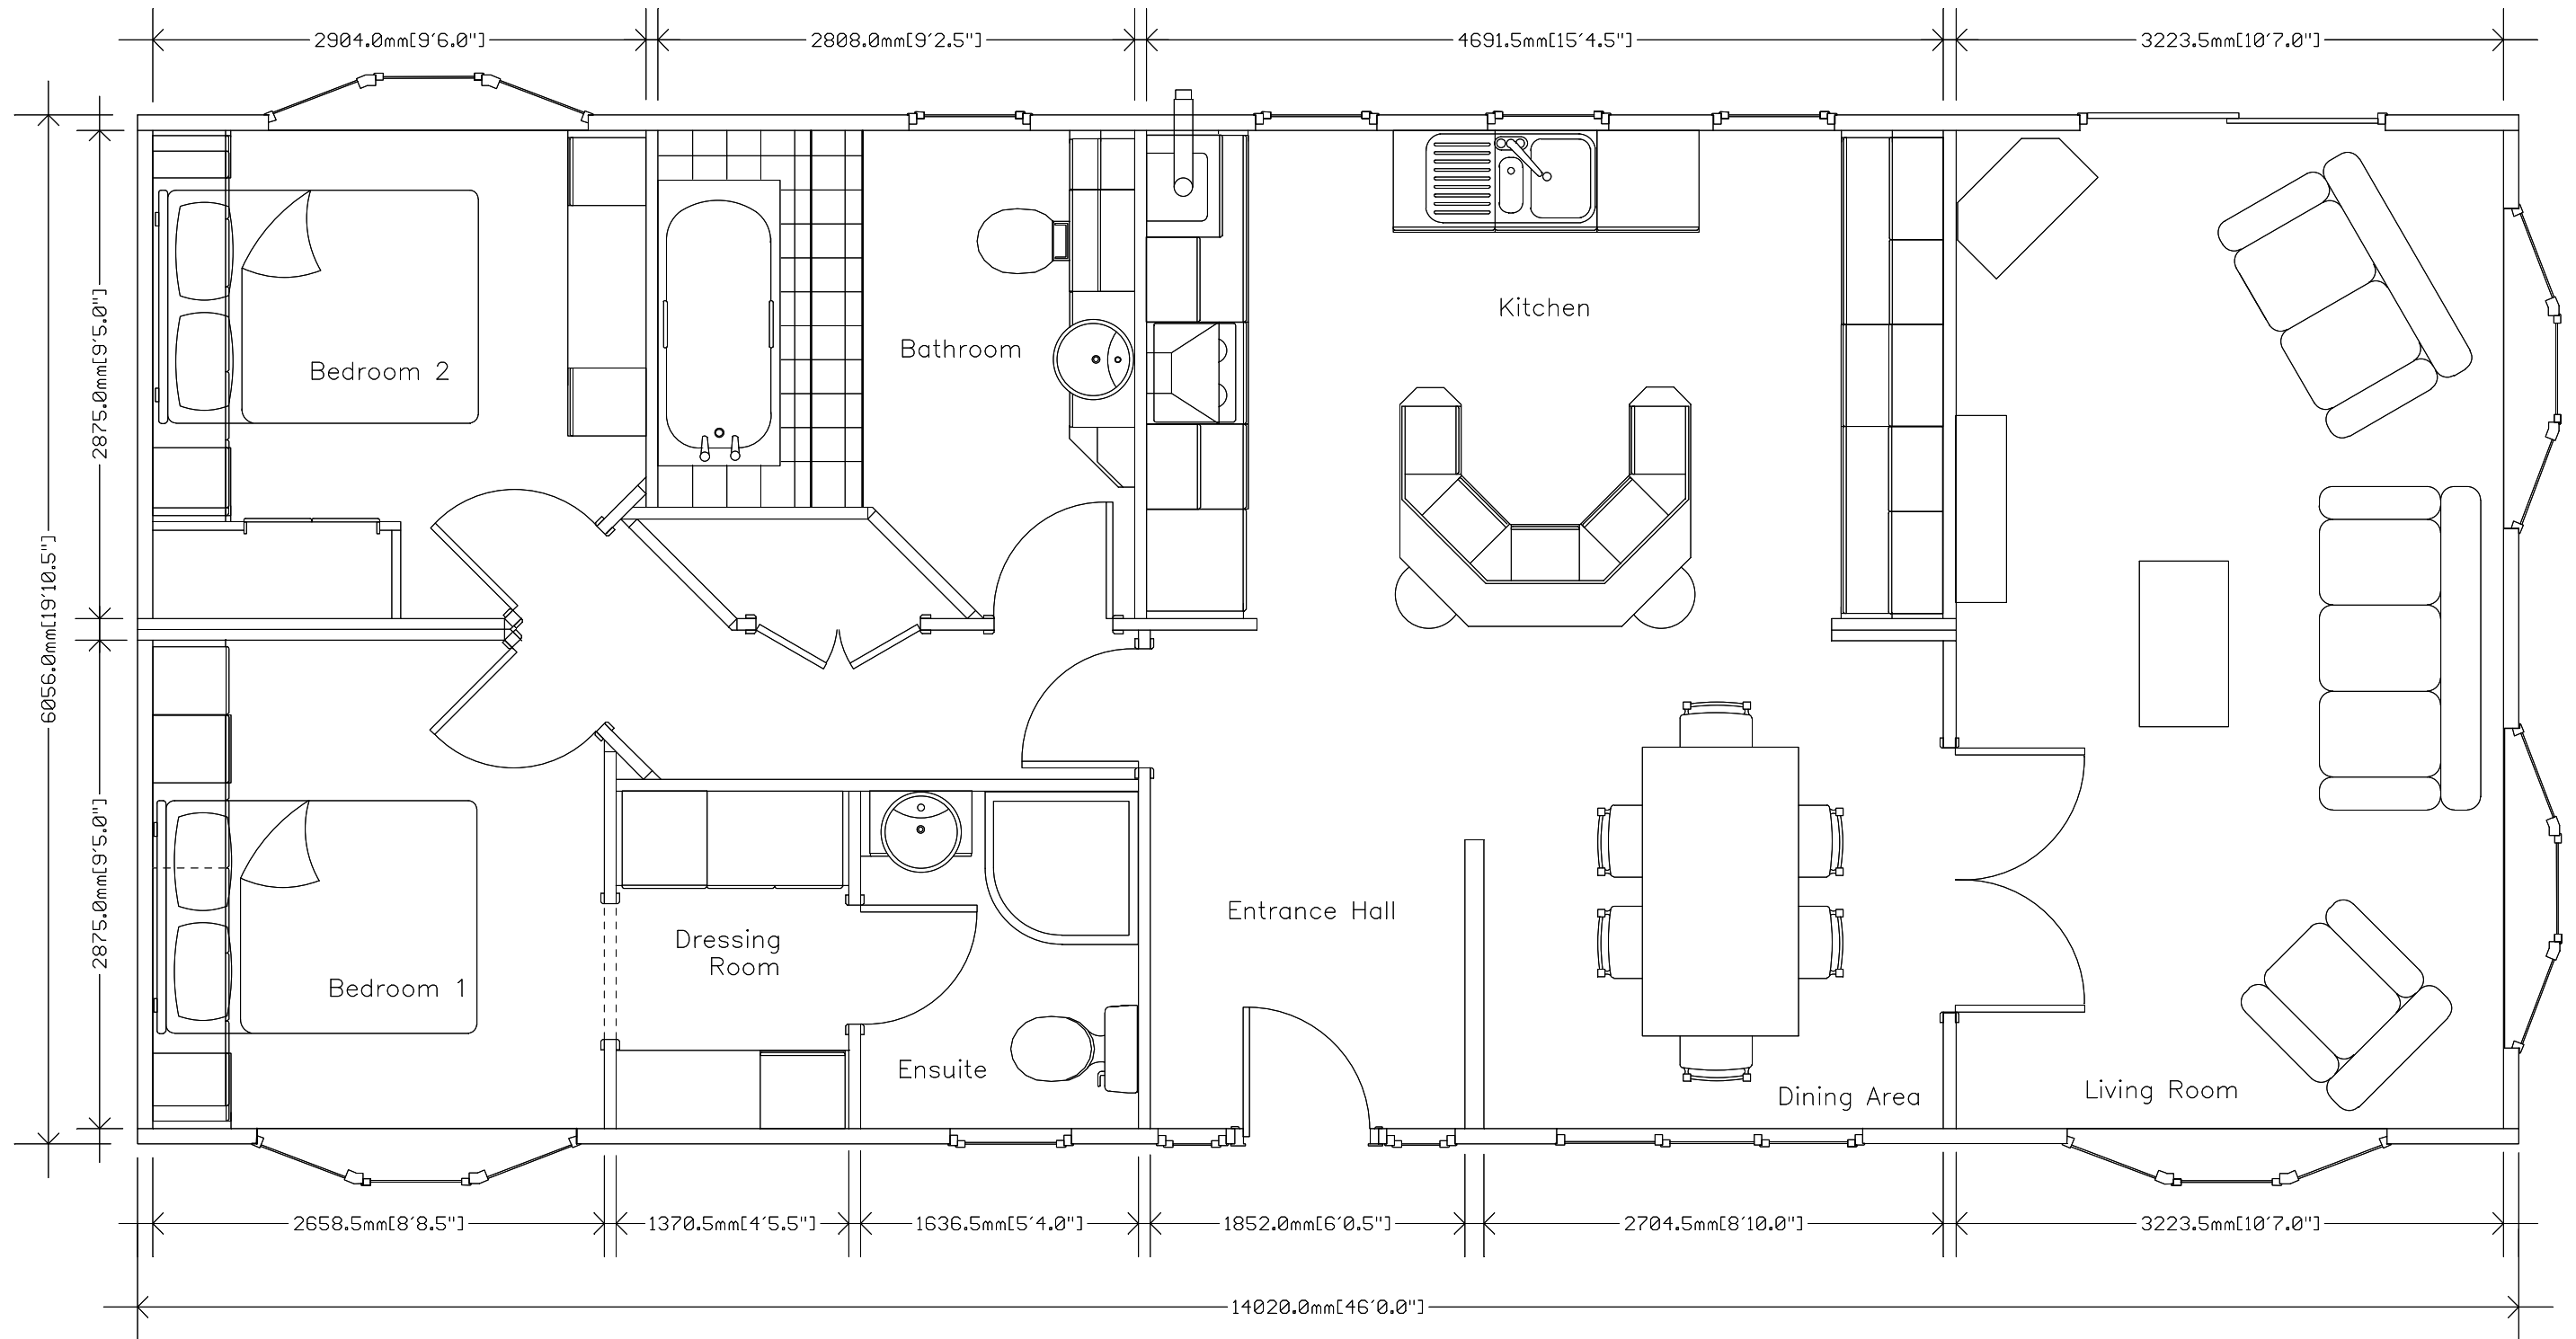 2904.0mm[9'6.0"]
2808.0mm[9'2.5"]
4691.5mm[15'4.5"]
3223.5mm[10'7.0"]
2875.0mm[9'5.0"]
6056.0mm[19'10.5"]
2875.0mm[9'5.0"]
Kitchen
Bathroom
Bedroom 2
Entrance Hall
Dressing
Room
Bedroom 1
Ensuite
Dining Area
Living Room
2658.5mm[8'8.5"]
1370.5mm[4'5.5"]
1636.5mm[5'4.0"]
1852.0mm[6'0.5"]
2704.5mm[8'10.0"]
3223.5mm[10'7.0"]
14020.0mm[46'0.0"]